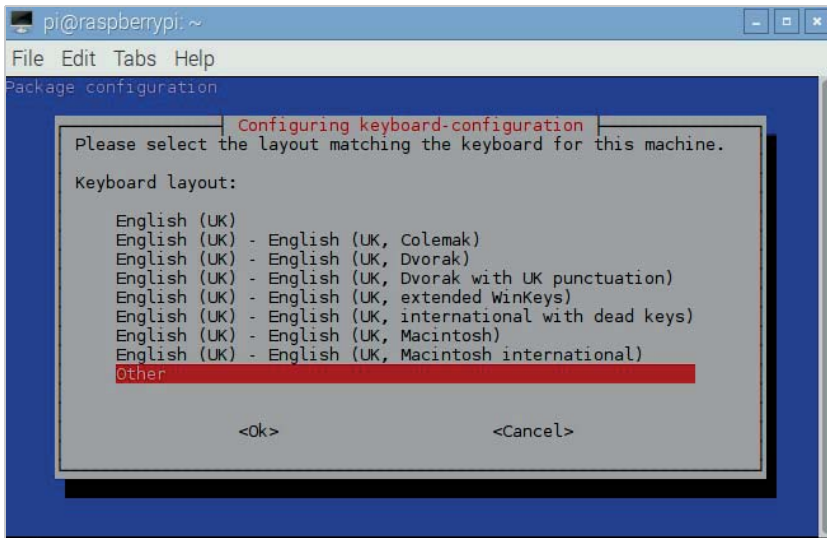 pi@raspberrypi: ~
File Edit Tabs Help
Package configuration
Configuring keyboard-configuration
Please select the layout matching the keyboard for this machine.
Keyboard layout:
English (UK)
English (UK) - English (UK, Colemak)
English (UK) - English (UK, Dvorak)
English (UK) - English (UK, Dvorak with UK punctuation)
English (UK) - English (UK, extended WinKeys)
English (UK) - English (UK, international with dead keys)
English (UK) - English (UK, Macintosh)
English (UK) - English (UK, Macintosh international)
Other
<Ok> <Cancel>